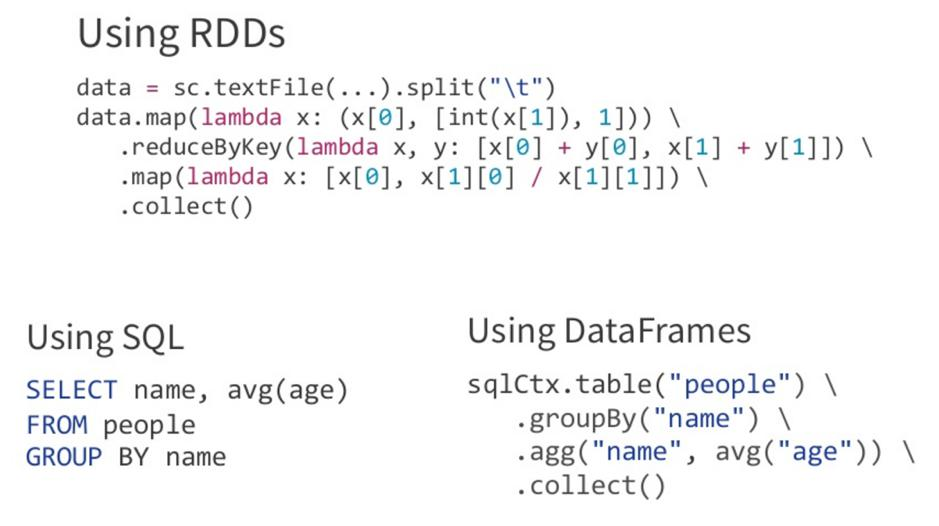 Using RDDs
data = sc.textFile(...).split("\t")
data.map(lambda x: (x[0], [int(x[1]), 1])) \
    .reduceByKey(lambda x, y: [x[0] + y[0], x[1] + y[1]]) \
    .map(lambda x: [x[0], x[1][0] / x[1][1]]) \
    .collect()
Using SQL
SELECT name, avg(age)
FROM people
GROUP BY name
Using DataFrames
sqlCtx.table("people") \
    .groupBy("name") \
    .agg("name", avg("age")) \
    .collect()